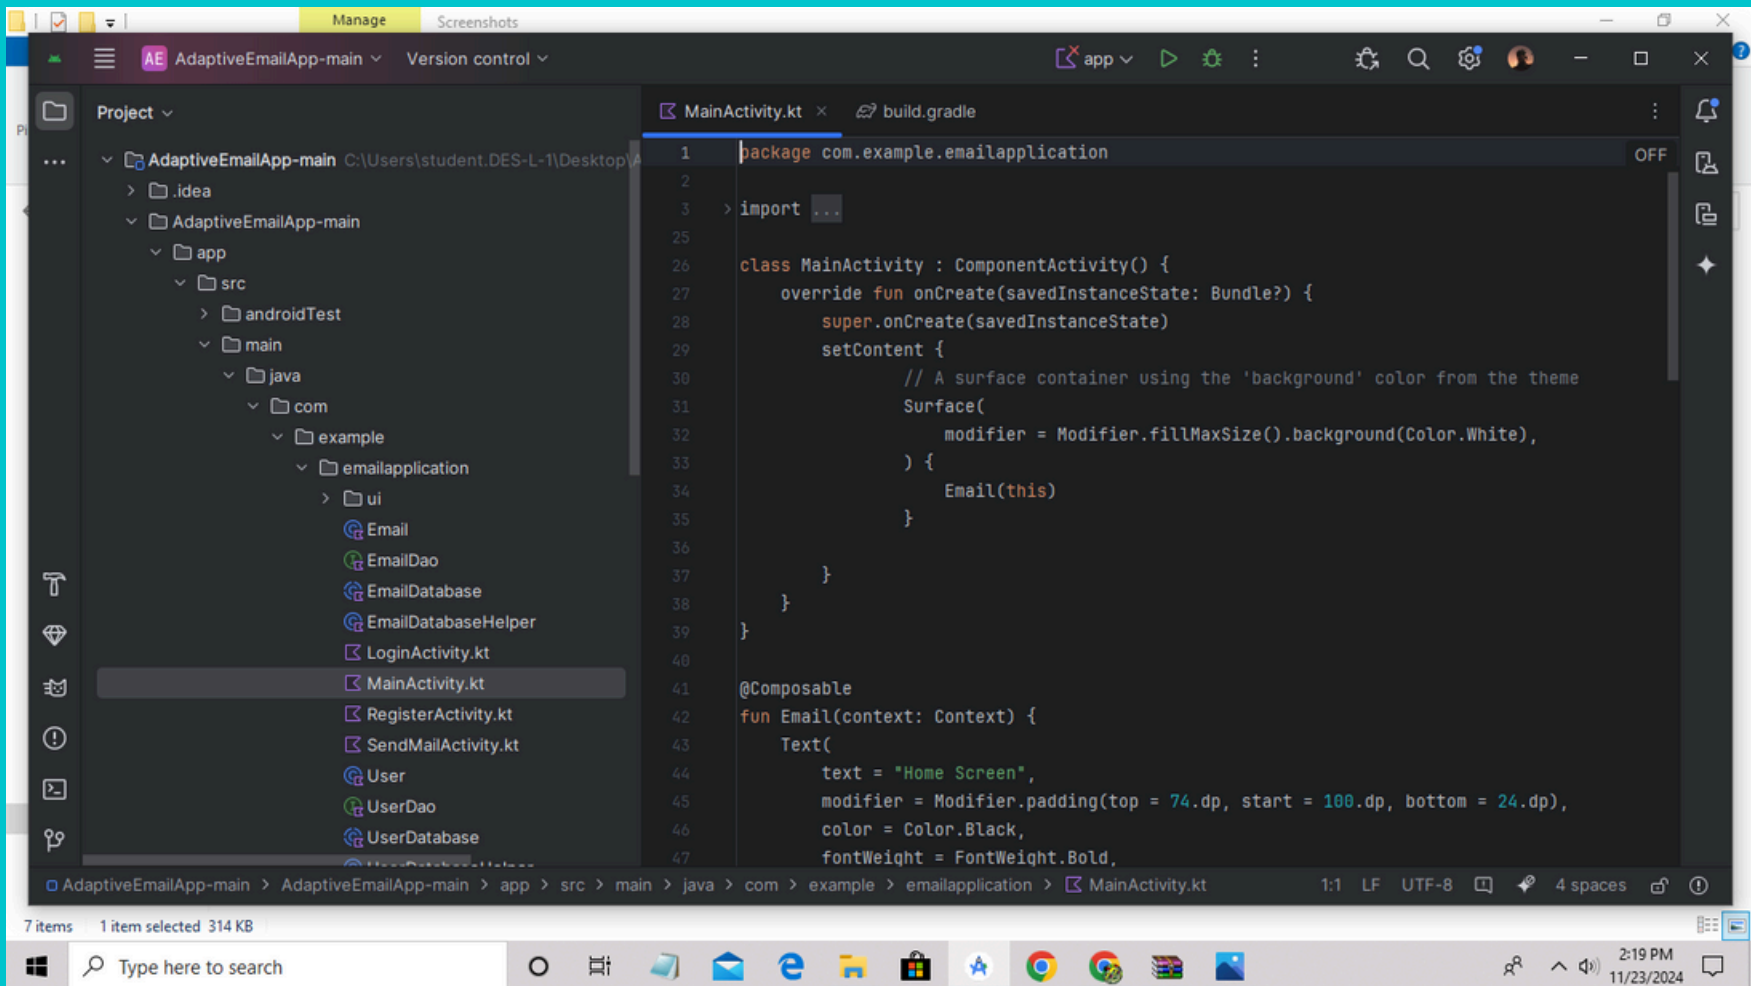 Manage
Screenshots
AE AdaptiveEmailApp-main
Version control
app
Project
MainActivity.kt
build.gradle
AdaptiveEmailApp-main C:\Users\student.DES-L-1\Desktop\A
.idea
AdaptiveEmailApp-main
app
src
androidTest
main
java
com
example
emailapplication
ui
Email
EmailDao
EmailDatabase
EmailDatabaseHelper
LoginActivity.kt
MainActivity.kt
RegisterActivity.kt
SendMailActivity.kt
User
UserDao
UserDatabase
1 package com.example.emailapplication
OFF
2
3 import ...
25
26 class MainActivity : ComponentActivity() {
27 override fun onCreate(savedInstanceState: Bundle?) {
28 super.onCreate(savedInstanceState)
29 setContent {
30 // A surface container using the 'background' color from the theme
31 Surface(
32 modifier = Modifier.fillMaxSize().background(Color.White),
33 ) {
34 Email(this)
35 }
36
37 }
38 }
39 }
40
41 @Composable
42 fun Email(context: Context) {
43 Text(
44 text = "Home Screen",
45 modifier = Modifier.padding(top = 74.dp, start = 100.dp, bottom = 24.dp),
46 color = Color.Black,
47 fontWeight = FontWeight.Bold,
AdaptiveEmailApp-main > AdaptiveEmailApp-main > app > src > main > java > com > example > emailapplication > MainActivity.kt
1:1 LF UTF-8 4 spaces
7 items 1 item selected 314 KB
Type here to search
2:19 PM
11/23/2024